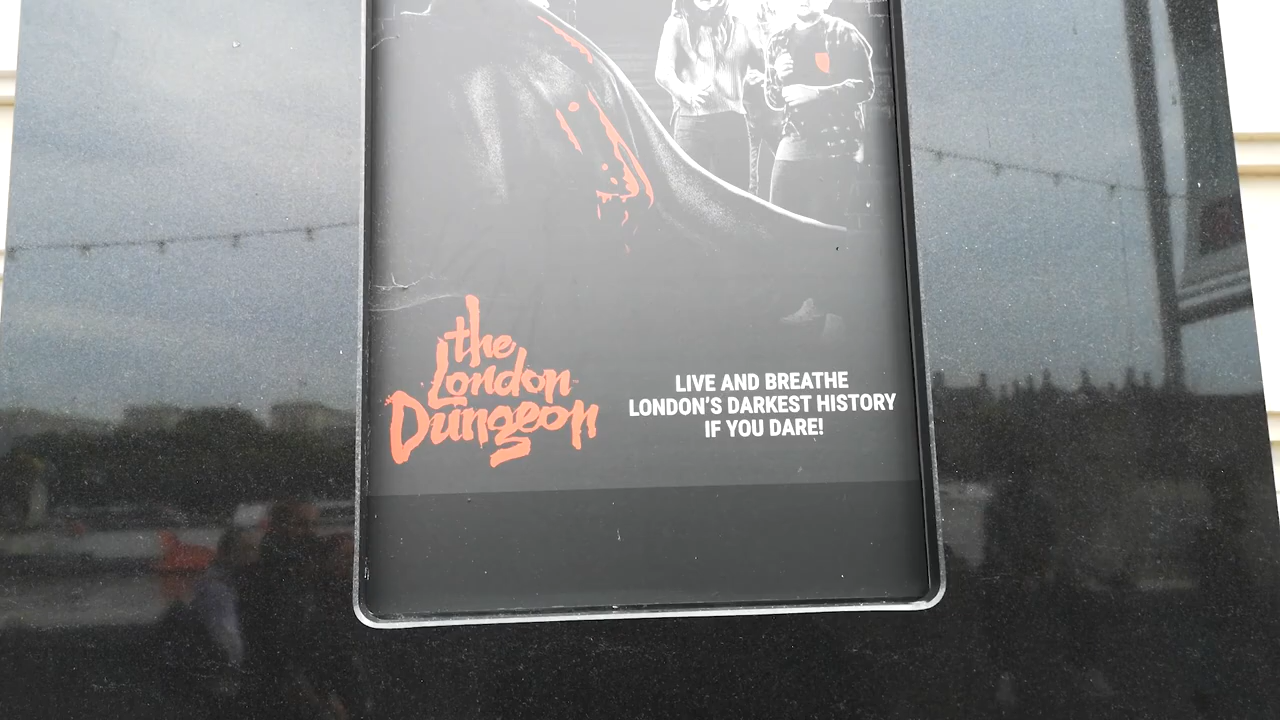 the
London
Dungeon
LIVE AND BREATHE
LONDON'S DARKEST HISTORY
IF YOU DARE!